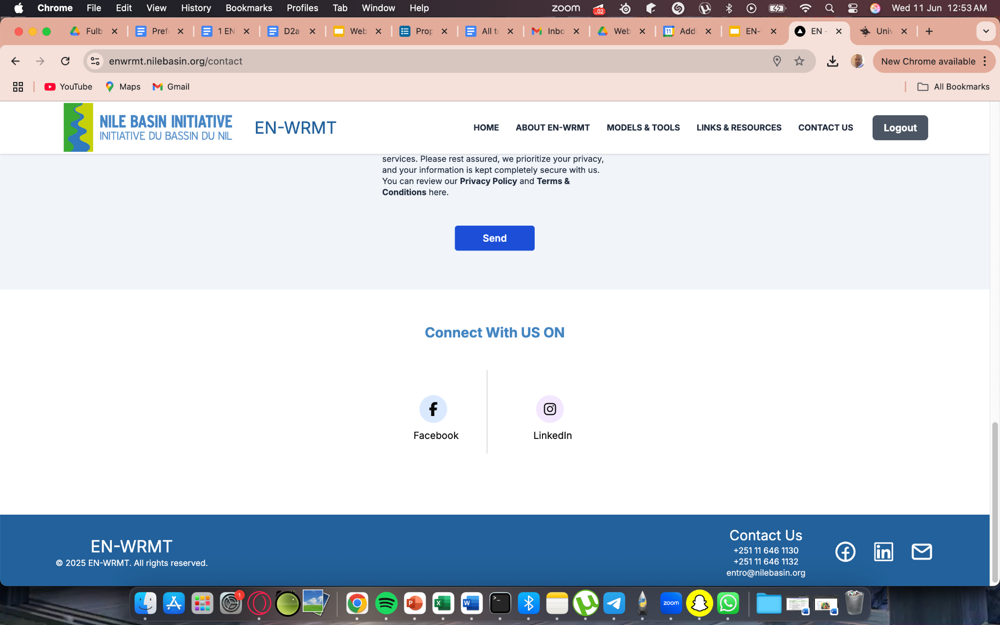 Chrome File Edit View History Bookmarks Profiles Tab Window Help zoom ..02 Wed 11 Jun 12:53 AM
Fulb Pref 1 EN D2a Web Prop All to Inbo Web 11 Addi EN- EN - Univ
enwrmt.nilebasin.org/contact New Chrome available
YouTube Maps Gmail All Bookmarks
NILE BASIN INITIATIVE
INITIATIVE DU BASSIN DU NIL
EN-WRMT HOME ABOUT EN-WRMT MODELS & TOOLS LINKS & RESOURCES CONTACT US Logout
services. Please rest assured, we prioritize your privacy,
and your information is kept completely secure with us.
You can review our Privacy Policy and Terms &
Conditions here.
Send
Connect With US ON
Facebook LinkedIn
EN-WRMT
© 2025 EN-WRMT. All rights reserved.
Contact Us
+251 11 646 1130
+251 11 646 1132
entro@nilebasin.org
1 zoom